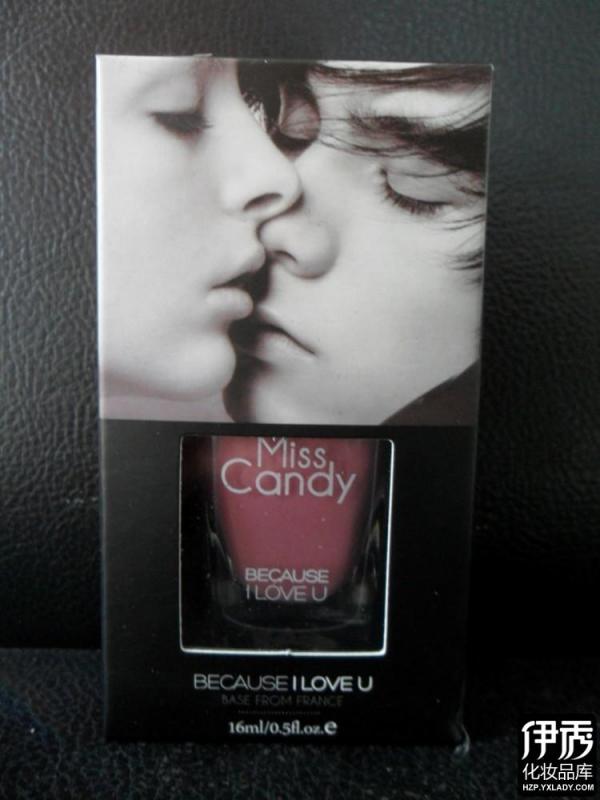 Miss
Candy
BECAUSE
I LOVE U
BECAUSE I LOVE U
BASE FROM FRANCE
16ml/0.5fl.oz.e
伊秀
化妆品库
HZP.YXLADY.COM